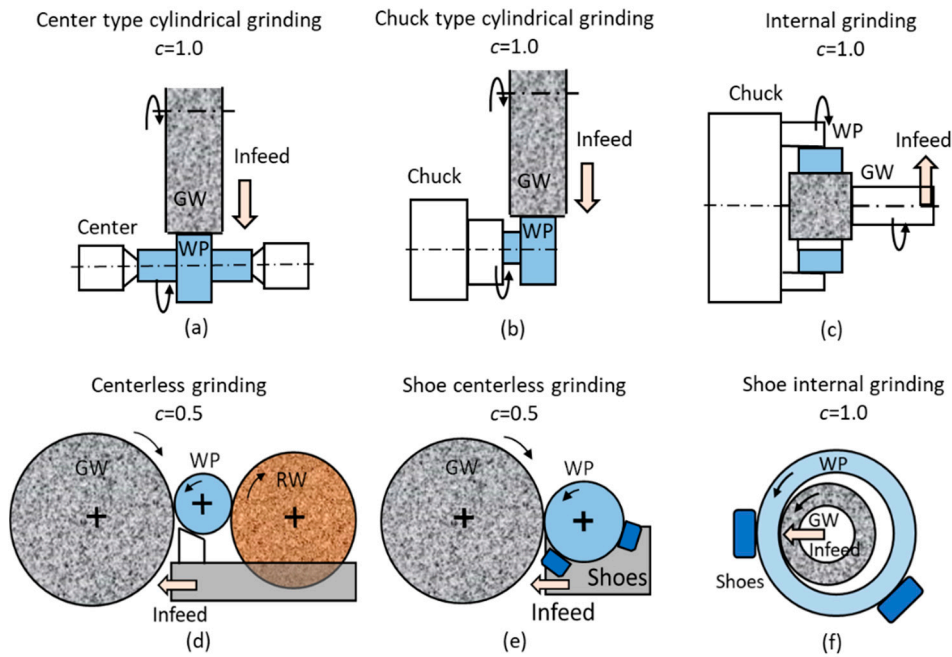 Center type cylindrical grinding
c=1.0
Chuck type cylindrical grinding
c=1.0
Internal grinding
c=1.0
GW
Infeed
Center
WP
(a)
Chuck
GW
Infeed
WP
(b)
Chuck
WP
Infeed
GW
(c)
Centerless grinding
c=0.5
Shoe centerless grinding
c=0.5
Shoe internal grinding
c=1.0
GW
WP
RW
Infeed
(d)
GW
WP
Shoes
Infeed
(e)
WP
GW
Infeed
Shoes
(f)